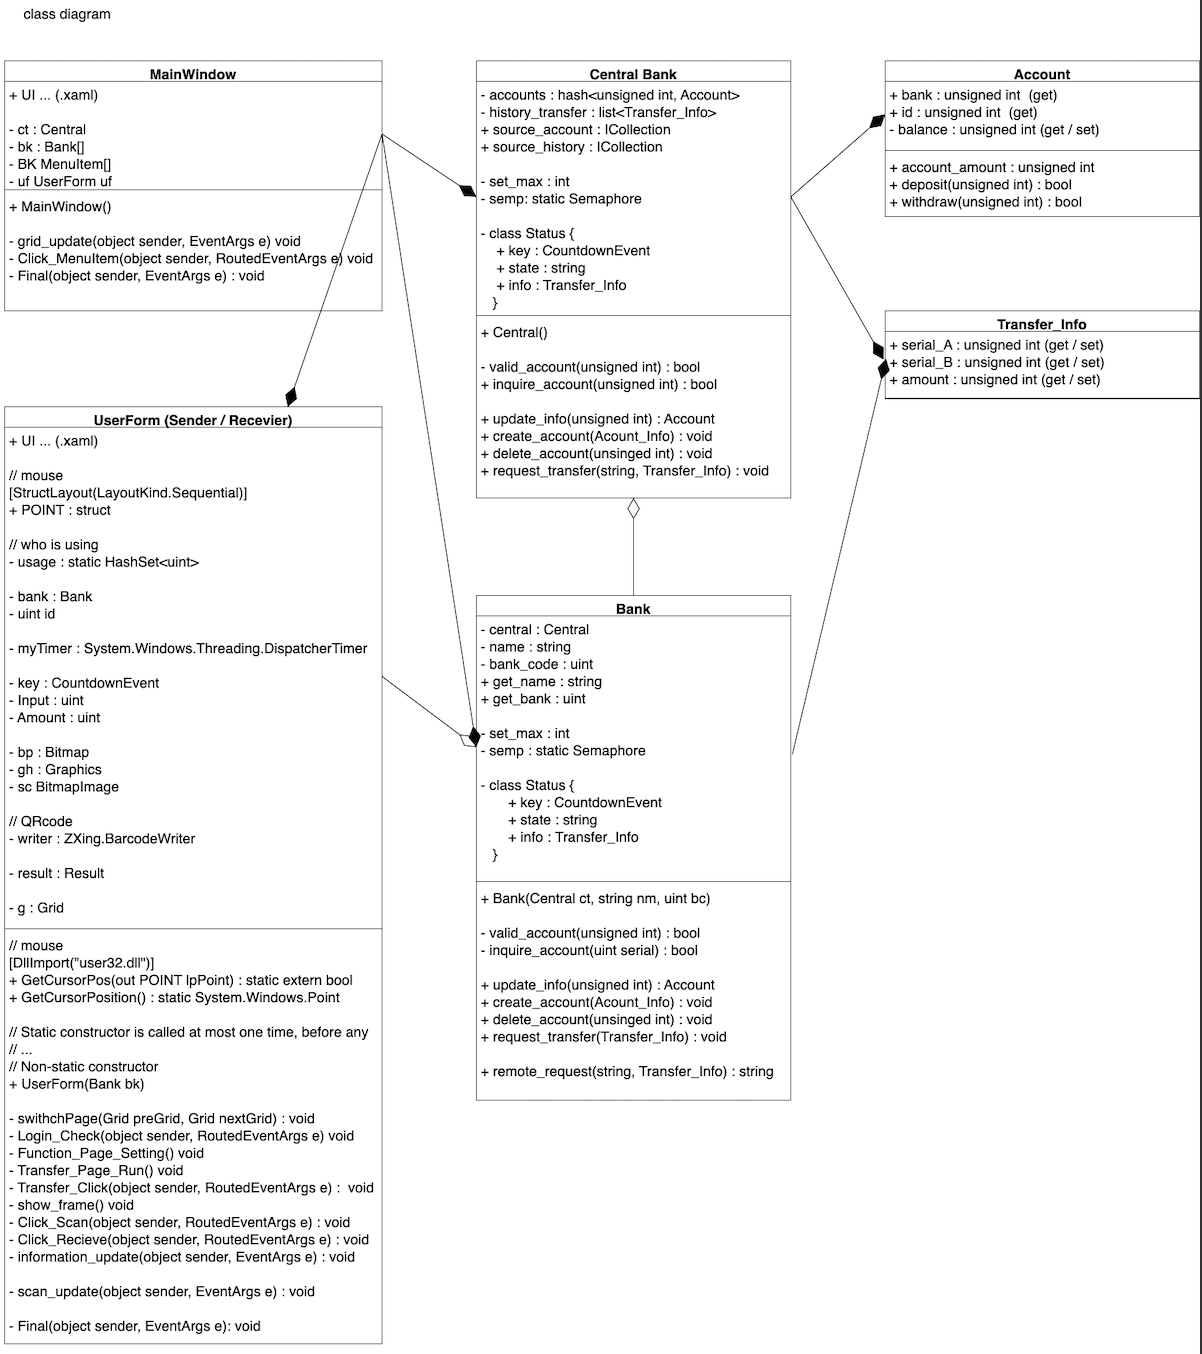 class diagram
MainWindow
+ UI ... (.xaml)
- ct : Central
- bk : Bank[]
- BK MenuItem[]
- uf UserForm uf
+ MainWindow()
- grid_update(object sender, EventArgs e) void
- Click_MenuItem(object sender, RoutedEventArgs e) void
- Final(object sender, EventArgs e) : void
Central Bank
- accounts : hash<unsigned int, Account>
- history_transfer : list<Transfer_Info>
+ source_account : ICollection
+ source_history : ICollection
- set_max : int
- semp: static Semaphore
- class Status {
+ key : CountdownEvent
+ state : string
+ info : Transfer_Info
}
+ Central()
- valid_account(unsigned int) : bool
+ inquire_account(unsigned int) : bool
+ update_info(unsigned int) : Account
+ create_account(Acount_Info) : void
+ delete_account(unsinged int) : void
+ request_transfer(string, Transfer_Info) : void
Account
+ bank : unsigned int  (get)
+ id : unsigned int  (get)
- balance : unsigned int (get / set)
+ account_amount : unsigned int
+ deposit(unsigned int) : bool
+ withdraw(unsigned int) : bool
Transfer_Info
+ serial_A : unsigned int (get / set)
+ serial_B : unsigned int (get / set)
+ amount : unsigned int (get / set)
UserForm (Sender / Recevier)
+ UI ... (.xaml)
// mouse
[StructLayout(LayoutKind.Sequential)]
+ POINT : struct
// who is using
- usage : static HashSet<uint>
- bank : Bank
- uint id
- myTimer : System.Windows.Threading.DispatcherTimer
- key : CountdownEvent
- Input : uint
- Amount : uint
- bp : Bitmap
- gh : Graphics
- sc BitmapImage
// QRcode
- writer : ZXing.BarcodeWriter
- result : Result
- g : Grid
// mouse
[DllImport("user32.dll")]
+ GetCursorPos(out POINT lpPoint) : static extern bool
+ GetCursorPosition() : static System.Windows.Point
// Static constructor is called at most one time, before any
// ...
// Non-static constructor
+ UserForm(Bank bk)
- swithchPage(Grid preGrid, Grid nextGrid) : void
- Login_Check(object sender, RoutedEventArgs e) void
- Function_Page_Setting() void
- Transfer_Page_Run() void
- Transfer_Click(object sender, RoutedEventArgs e) :  void
- show_frame() void
- Click_Scan(object sender, RoutedEventArgs e) : void
- Click_Recieve(object sender, RoutedEventArgs e) : void
- information_update(object sender, EventArgs e) : void
- scan_update(object sender, EventArgs e) : void
- Final(object sender, EventArgs e): void
Bank
- central : Central
- name : string
- bank_code : uint
+ get_name : string
+ get_bank : uint
- set_max : int
- semp : static Semaphore
- class Status {
+ key : CountdownEvent
+ state : string
+ info : Transfer_Info
}
+ Bank(Central ct, string nm, uint bc)
- valid_account(unsigned int) : bool
- inquire_account(uint serial) : bool
+ update_info(unsigned int) : Account
+ create_account(Acount_Info) : void
+ delete_account(unsinged int) : void
+ request_transfer(Transfer_Info) : void
+ remote_request(string, Transfer_Info) : string